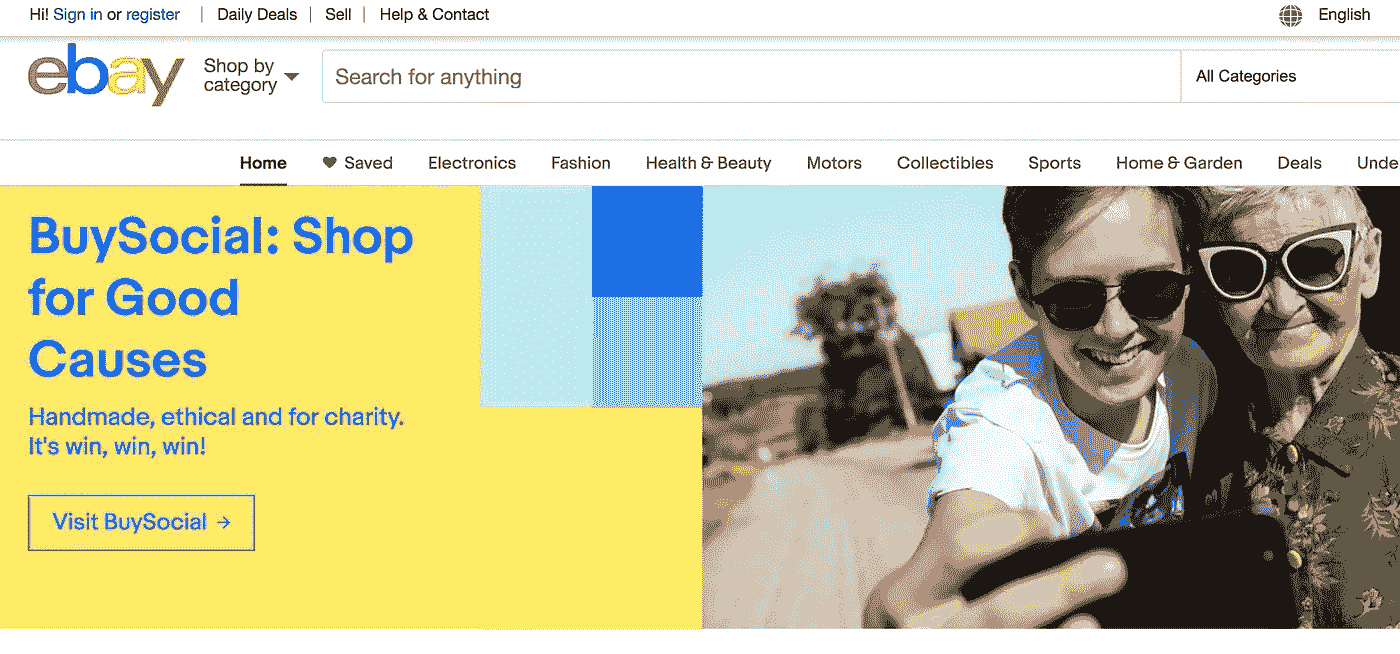 Hi! Sign in or register | Daily Deals | Sell | Help & Contact English
ebay
Shop by
category
Search for anything
All Categories
Home Saved Electronics Fashion Health & Beauty Motors Collectibles Sports Home & Garden Deals Unde
BuySocial: Shop
for Good
Causes
Handmade, ethical and for charity.
It's win, win, win!
Visit BuySocial →